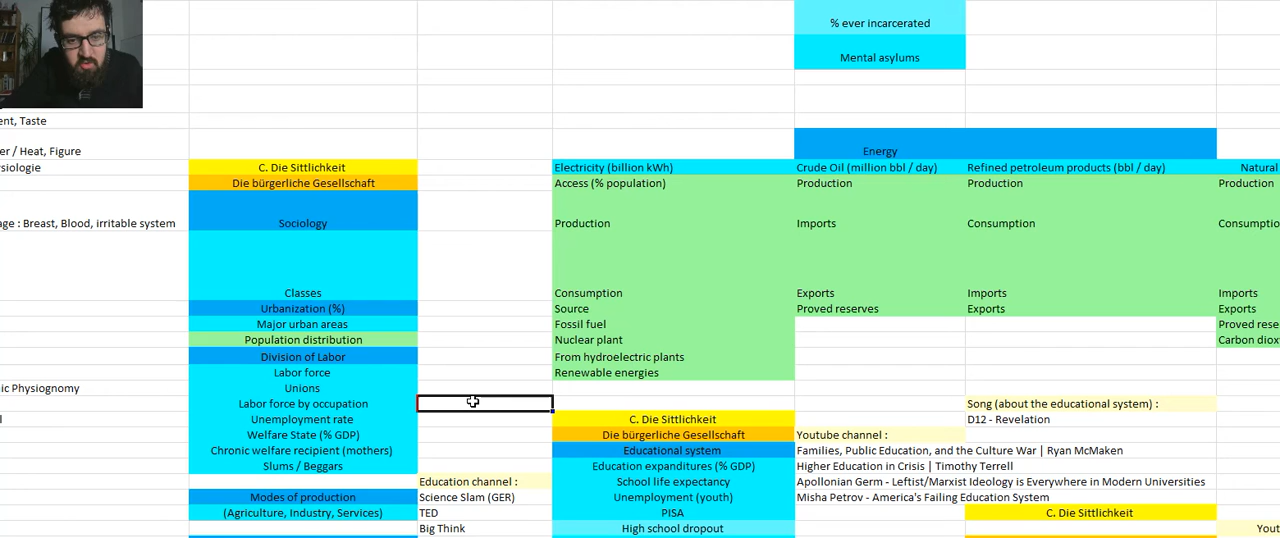 % ever incarcerated
Mental asylums
ent, Taste
er / Heat, Figure
Energy
ysiologie
C. Die Sittlichkeit
Electricity (billion kWh)
Crude Oil (million bbl / day)
Refined petroleum products (bbl / day)
Natural
Die bürgerliche Gesellschaft
Access (% population)
Production
Production
Production
age : Breast, Blood, irritable system
Sociology
Production
Imports
Consumption
Consumptio
Classes
Consumption
Exports
Imports
Imports
Urbanization (%)
Source
Proved reserves
Exports
Exports
Major urban areas
Fossil fuel
Proved rese
Population distribution
Nuclear plant
Carbon diox
Division of Labor
From hydroelectric plants
Labor force
Renewable energies
ic Physiognomy
Unions
Labor force by occupation
Song (about the educational system) :
l
Unemployment rate
C. Die Sittlichkeit
D12 - Revelation
Welfare State (% GDP)
Die bürgerliche Gesellschaft
Youtube channel :
Chronic welfare recipient (mothers)
Educational system
Families, Public Education, and the Culture War | Ryan McMaken
Slums / Beggars
Education expenditures (% GDP)
Higher Education in Crisis | Timothy Terrell
Education channel :
School life expectancy
Apollonian Germ - Leftist/Marxist Ideology is Everywhere in Modern Universities
Modes of production
Science Slam (GER)
Unemployment (youth)
Misha Petrov - America's Failing Education System
(Agriculture, Industry, Services)
TED
PISA
C. Die Sittlichkeit
Big Think
High school dropout
Yout